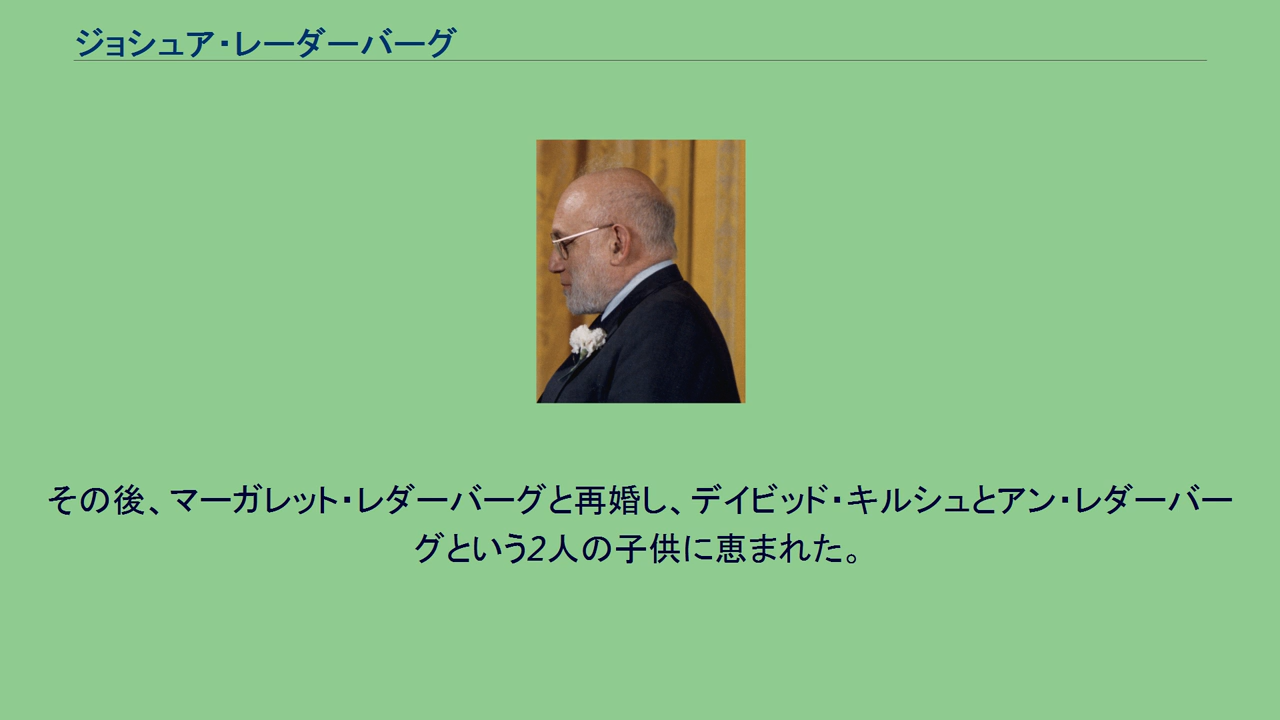 ジョシュア・レーダーバーグ
その後、マーガレット・レダーバーグと再婚し、デイビッド・キルシュとアン・レダーバー
グという2人の子供に恵まれた。